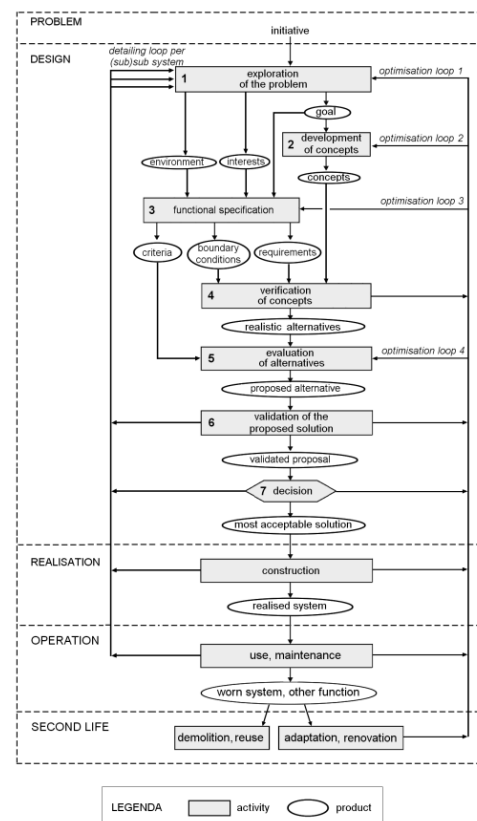 PROBLEM
initiative
DESIGN
detailing loop per
(sub)sub system
1 exploration
of the problem
optimisation loop 1
goal
2 development
of concepts
optimisation loop 2
environment
interests
concepts
3 functional specification
optimisation loop 3
criteria
boundary
conditions
requirements
4 verification
of concepts
realistic alternatives
5 evaluation
of alternatives
optimisation loop 4
proposed alternative
6 validation of the
proposed solution
validated proposal
7 decision
most acceptable solution
REALISATION
construction
realised system
OPERATION
use, maintenance
worn system, other function
SECOND LIFE
demolition, reuse
adaptation, renovation
LEGENDA
activity
product